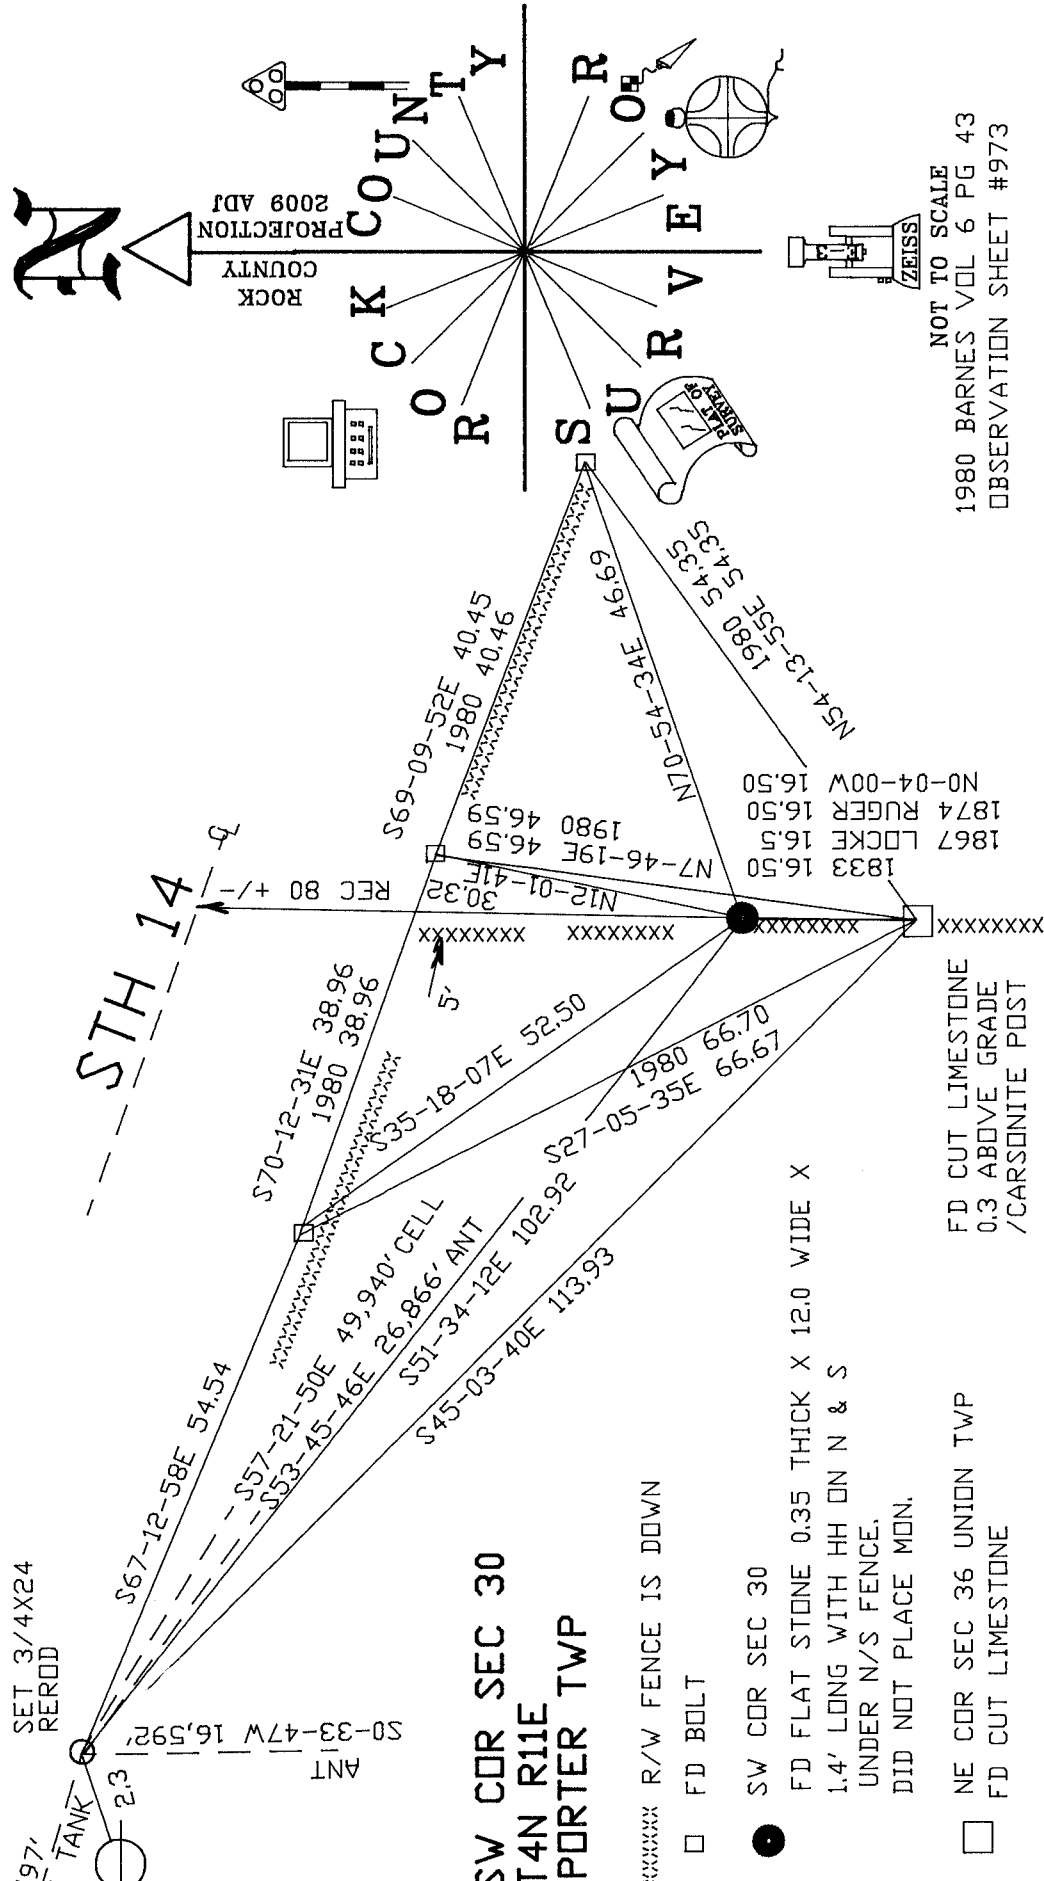 N
ROCK
COUNTY
PROJECTION
2009 ADJ
ROCK COUNTY
SURVEYOR
PLAT OF
SURVEY
ZEISS
NOT TO SCALE
1980 BARNES VOL 6 PG 43
OBSERVATION SHEET #973
STH 14
CL
REC 80 +/-
5'
S69-09-52E 40.45
1980 40.46
S70-12-31E 38.96
1980 38.96
N7-46-19E 46.59
1980 46.59
N12-01-41E
30.32
N70-54-34E 46.69
1980 54.35
N54-13-55E 54.35
1833 16.50
1867 LOCKE 16.5
1874 RUGER 16.50
N0-04-00W 16.50
S35-18-07E 52.50
1980 66.70
S27-05-35E 66.67
S67-12-58E 54.54
S57-21-50E 49,940' CELL
S53-45-46E 26,866' ANT
S51-34-12E 102.92
S45-03-40E 113.93
SET 3/4X24
REROD
S0-33-47W 16,592'
ANT
97'
TANK
2.3
XXXXXXXXX
XXXXXXXXX
XXXXXXXXX
XXXXXXXXX
FD CUT LIMESTONE
0.3 ABOVE GRADE
/CARSONITE POST
SW COR SEC 30
T4N R11E
PORTER TWP
R/W FENCE IS DOWN
FD BOLT
SW COR SEC 30
FD FLAT STONE 0.35 THICK X 12.0 WIDE X
1.4' LONG WITH HH ON N & S
UNDER N/S FENCE.
DID NOT PLACE MON.
NE COR SEC 36 UNION TWP
FD CUT LIMESTONE